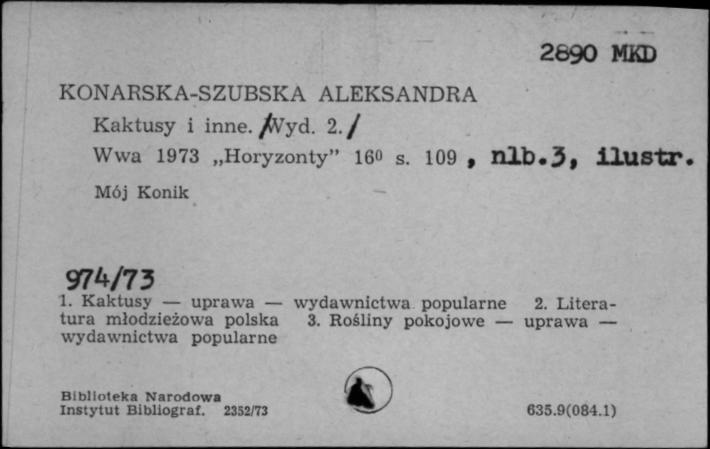 2890 MKD
KONARSKA-SZUBSKA ALEKSANDRA
Kaktusy i inne. /Wyd. 2./
Wwa 1973 „Horyzonty” 16⁰ s. 109, nlb.3, ilustr.
Mój Konik
974/73
1. Kaktusy — uprawa — wydawnictwa popularne 2. Litera-
tura młodzieżowa polska 3. Rośliny pokojowe — uprawa —
wydawnictwa popularne
Biblioteka Narodowa
Instytut Bibliograf. 2352/73 635.9(084.1)